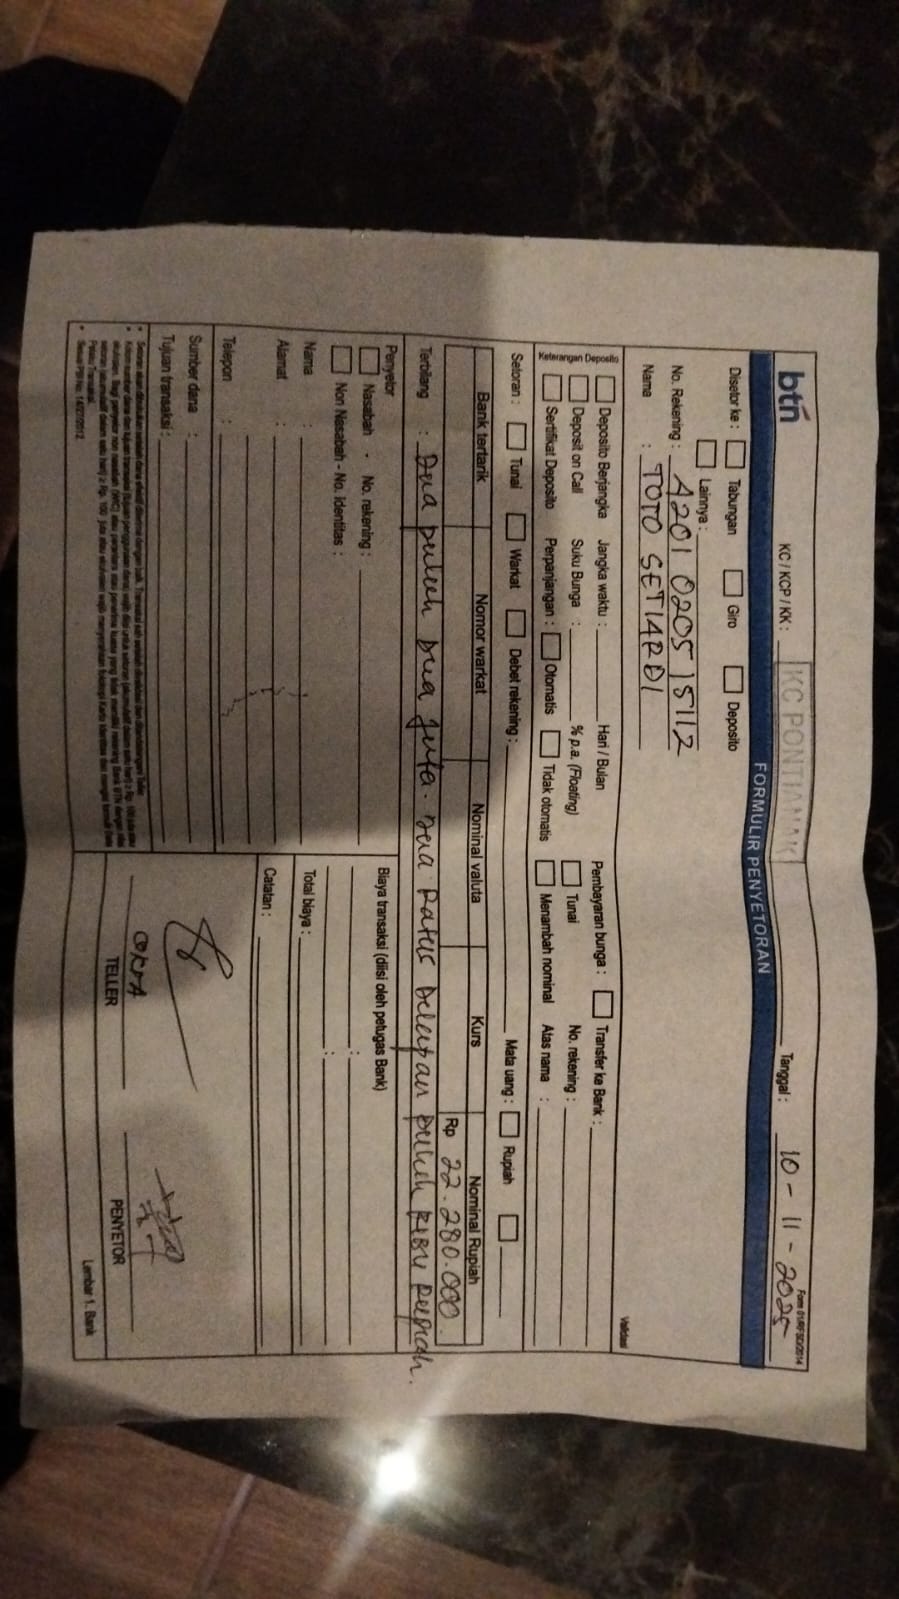 btn
KC / KCP / KK : KC PONTIANAK
Tanggal : 10 - 11 - 2025
FORMULIR PENYETORAN
Disetor ke : Tabungan Giro Deposito
Lainnya :
No. Rekening : A201 0205 15112
Nama : TOTO SETIARDI
Validasi
Keterangan Deposito
Deposito Berjangka Jangka waktu : Hari / Bulan Pembayaran bunga : Transfer ke Bank :
Deposit on Call Suku Bunga : % p.a. (Floating) Tunai No. rekening :
Sertifikat Deposito Perpanjangan : Otomatis Tidak otomatis Menambah nominal Atas nama :
Setoran : Tunai Warkat Debet rekening : Mata uang : Rupiah
Bank tertarik Nomor warkat Nominal valuta Kurs Nominal Rupiah
Rp 22.280.000
Terbilang : Dua puluh Dua juta. Dua Ratus Delapan puluh Ribu Rupiah.
Penyetor
Nasabah - No. rekening :
Non Nasabah - No. Identitas :
Nama :
Alamat :
Telepon :
Sumber dana :
Tujuan transaksi :
Biaya transaksi (diisi oleh petugas Bank)
Total biaya :
Catatan :
TELLER
PENYETOR
Lembar 1. Bank